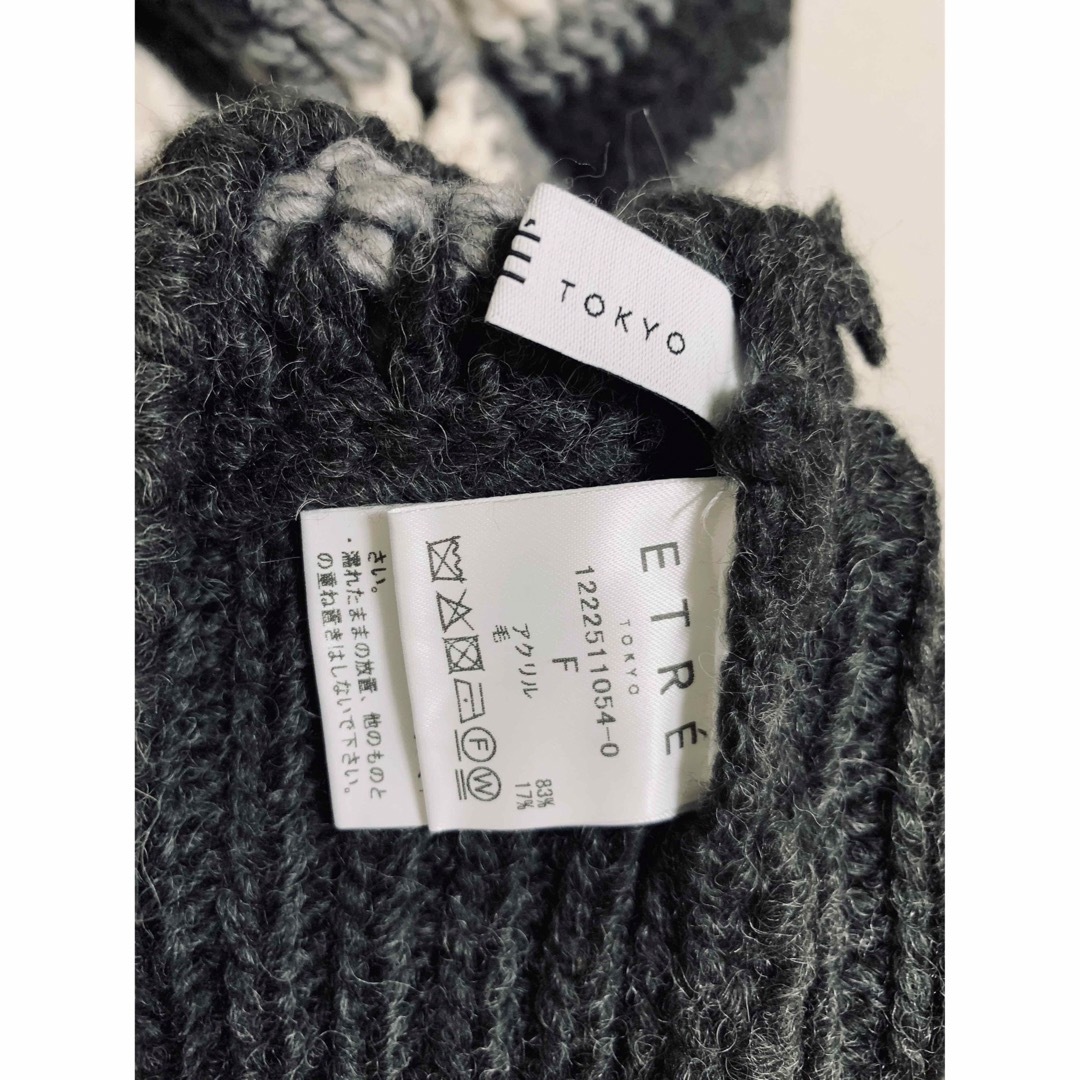 É
TOKYO
ETRÉ
TOKYO
122511054-0
F
アクリル 83%
毛 17%
F W
さい。
・濡れたままの放置、他のものと
の重ね置きはしないで下さい。